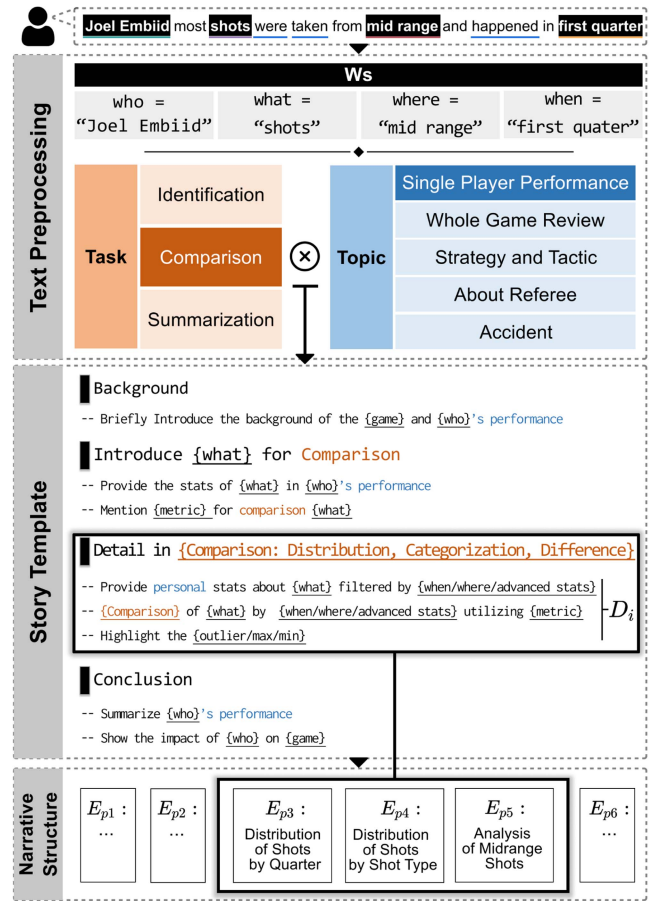 Joel Embiid most shots were taken from mid range and happened in first quarter
Text Preprocessing
Ws
who =
“Joel Embiid”
what =
“shots”
where =
“mid range”
when =
“first quater”
Task
Identification
Comparison
Summarization
Topic
Single Player Performance
Whole Game Review
Strategy and Tactic
About Referee
Accident
Story Template
Background
-- Briefly Introduce the background of the {game} and {who}'s performance
Introduce {what} for Comparison
-- Provide the stats of {what} in {who}'s performance
-- Mention {metric} for comparison {what}
Detail in {Comparison: Distribution, Categorization, Difference}
-- Provide personal stats about {what} filtered by {when/where/advanced stats}
-- {Comparison} of {what} by {when/where/advanced stats} utilizing {metric}
-- Highlight the {outlier/max/min}
D_i
Conclusion
-- Summarize {who}'s performance
-- Show the impact of {who} on {game}
Narrative
Structure
E_p1 :
...
E_p2 :
...
E_p3 :
Distribution
of Shots
by Quarter
E_p4 :
Distribution
of Shots
by Shot Type
E_p5 :
Analysis
of Midrange
Shots
E_p6 :
...